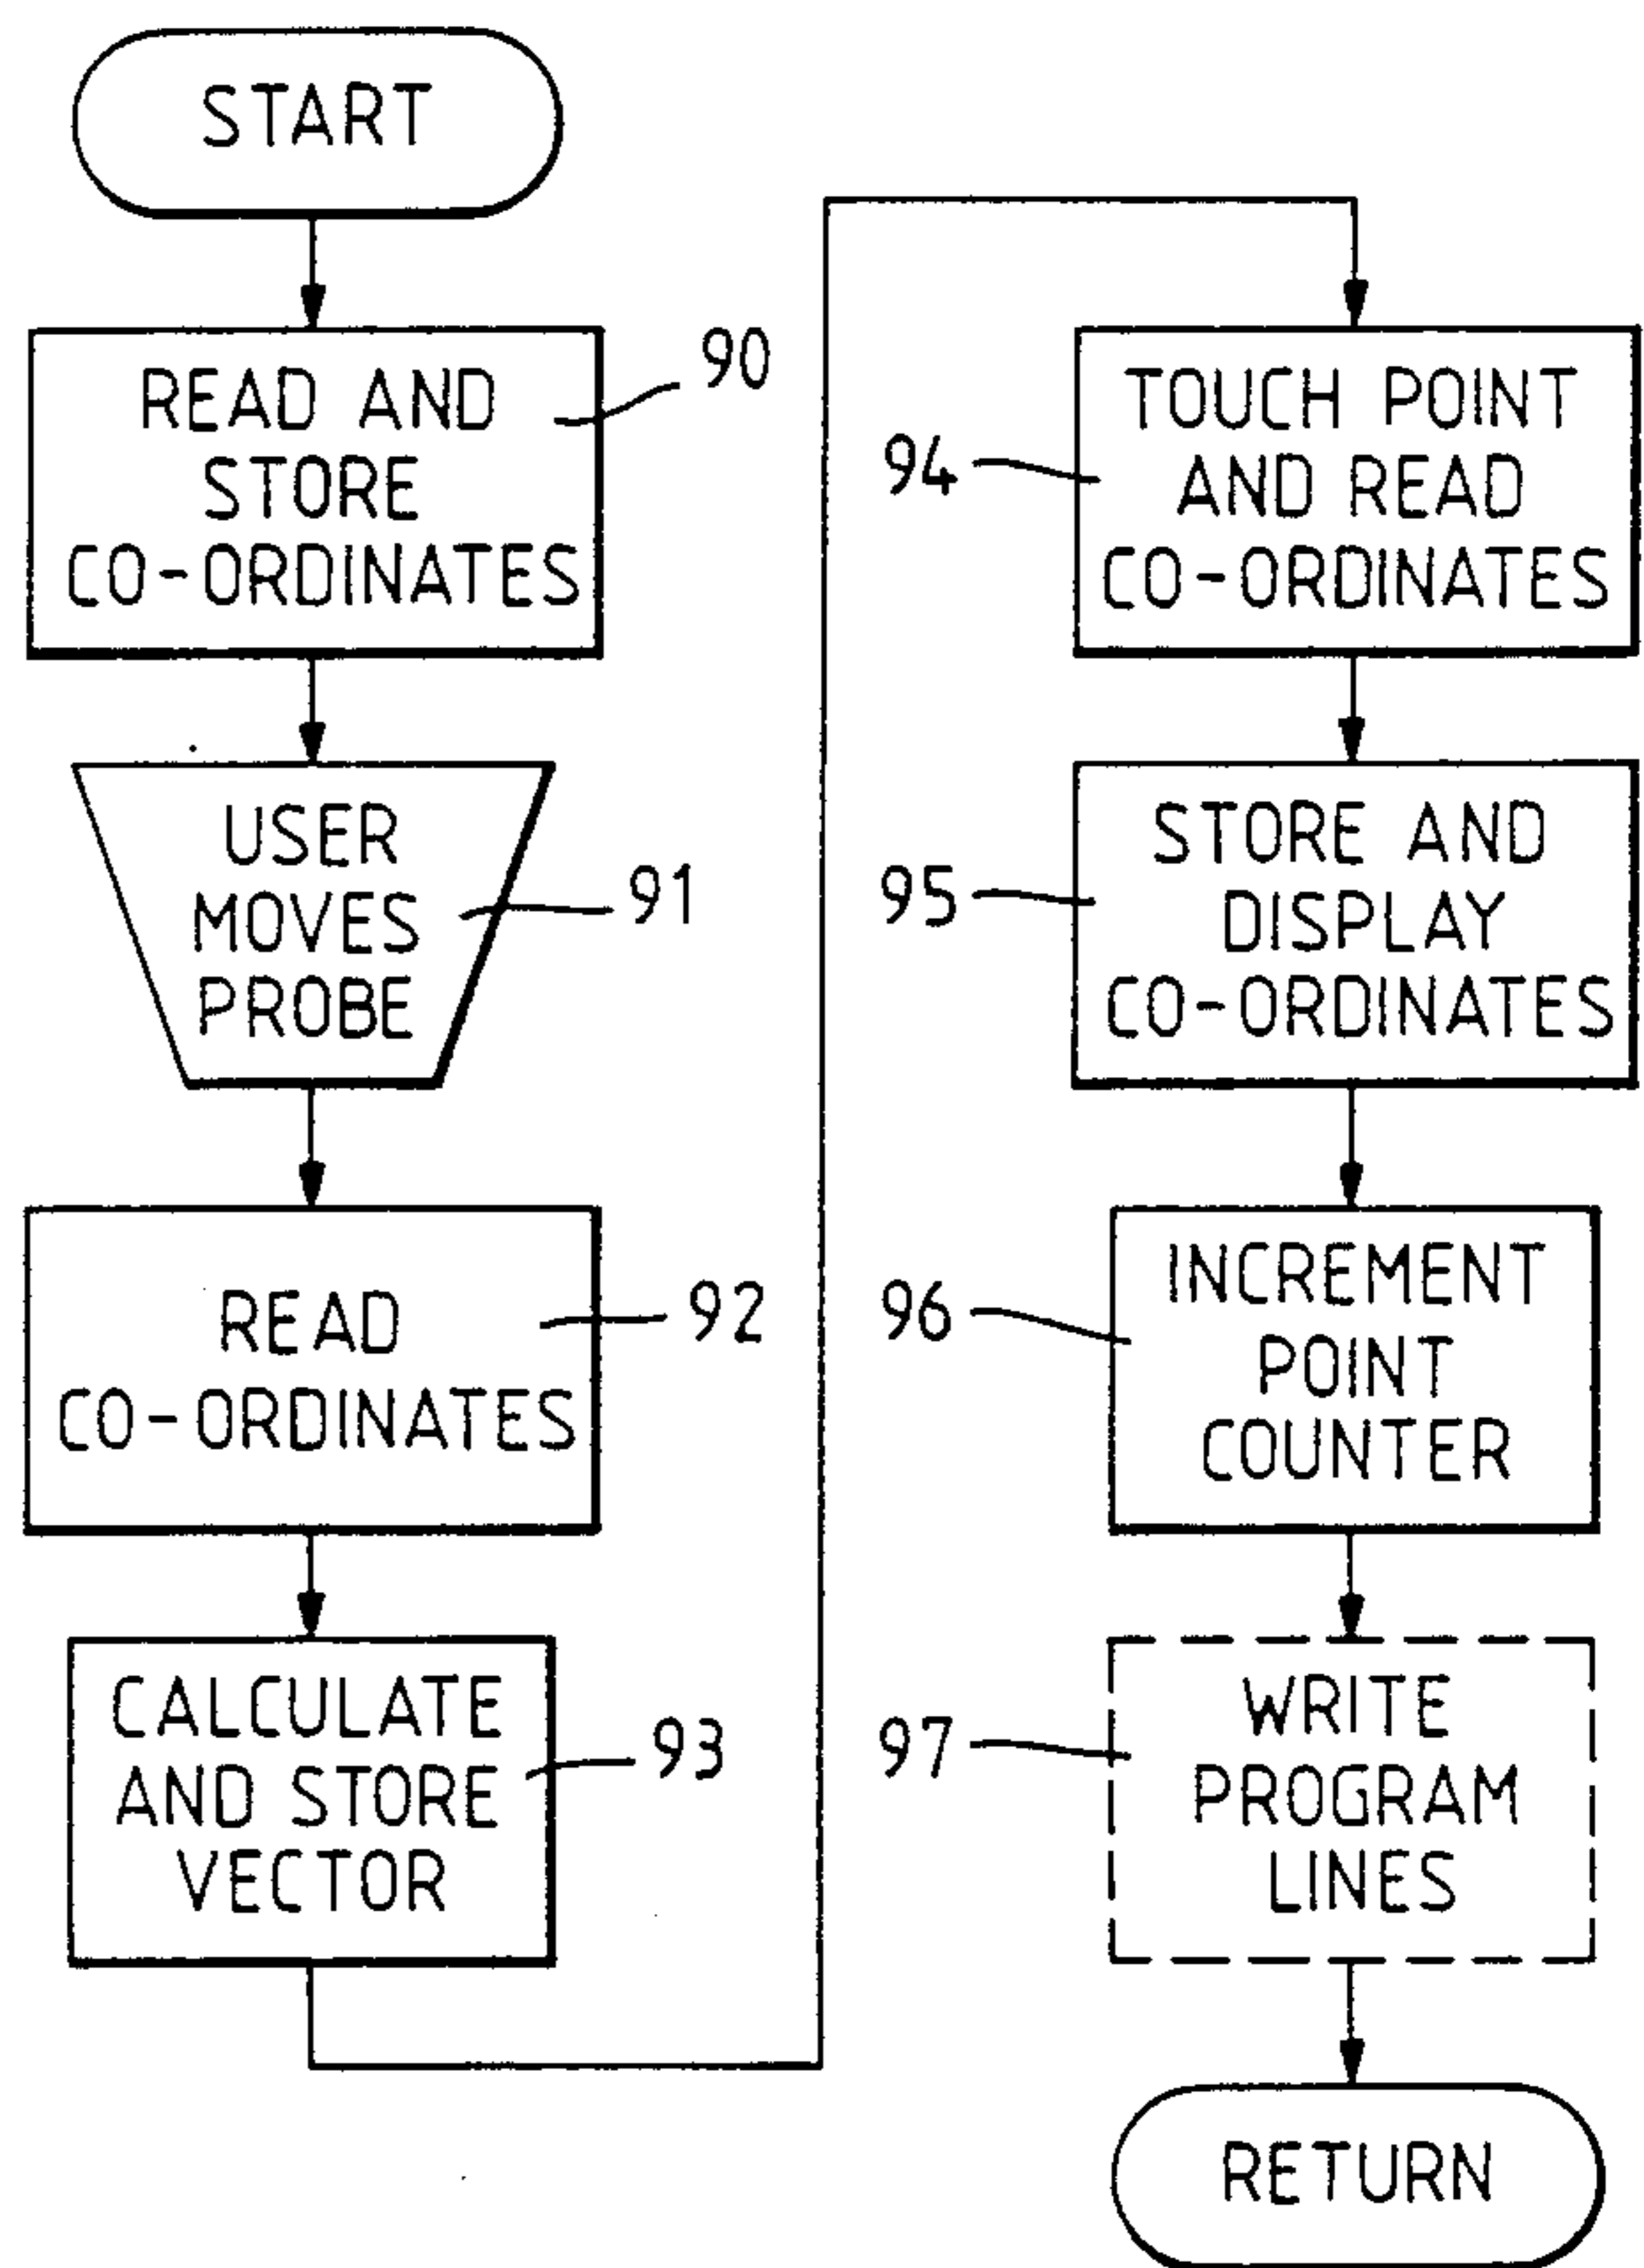 START
READ AND
STORE
CO-ORDINATES
90
USER
MOVES
PROBE
91
READ
CO-ORDINATES
92
CALCULATE
AND STORE
VECTOR
93
TOUCH POINT
AND READ
CO-ORDINATES
94
STORE AND
DISPLAY
CO-ORDINATES
95
INCREMENT
POINT
COUNTER
96
WRITE
PROGRAM
LINES
97
RETURN